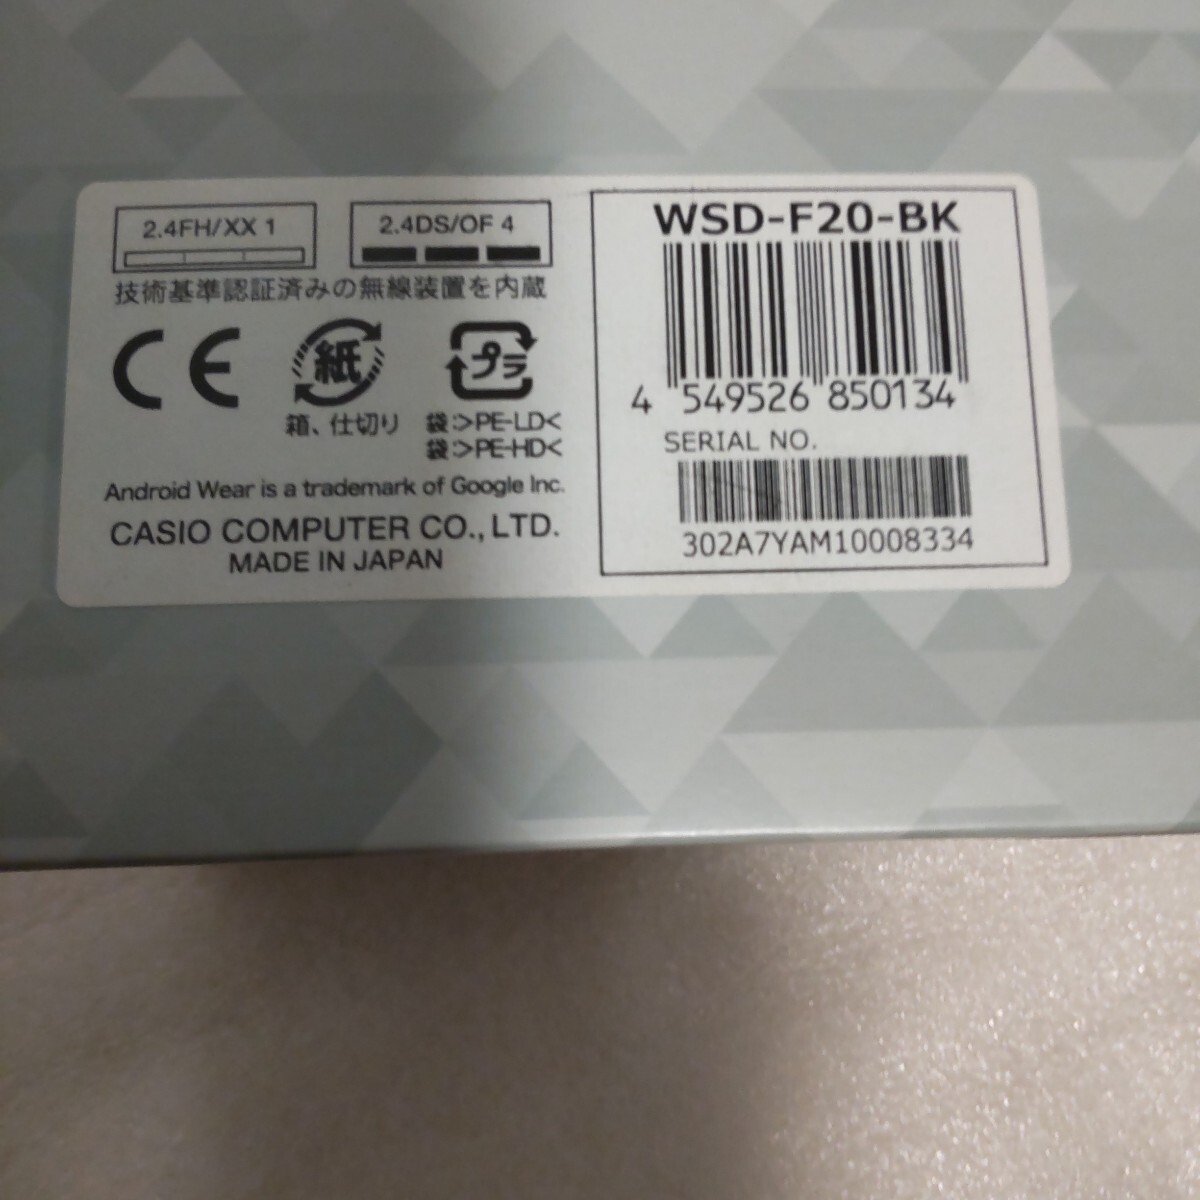 2.4FH/XX 1
2.4DS/OF 4
技術基準認証済みの無線装置を内蔵
CE
紙
プラ
箱、仕切り
袋:>PE-LD<
袋:>PE-HD<
Android Wear is a trademark of Google Inc.
CASIO COMPUTER CO., LTD.
MADE IN JAPAN
WSD-F20-BK
4 549526 850134
SERIAL NO.
302A7YAM10008334